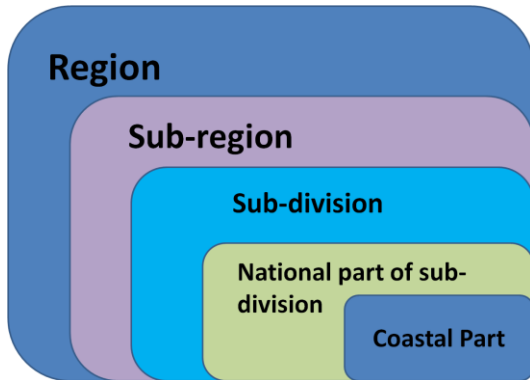 Region
Sub-region
Sub-division
National part of sub-
division
Coastal Part